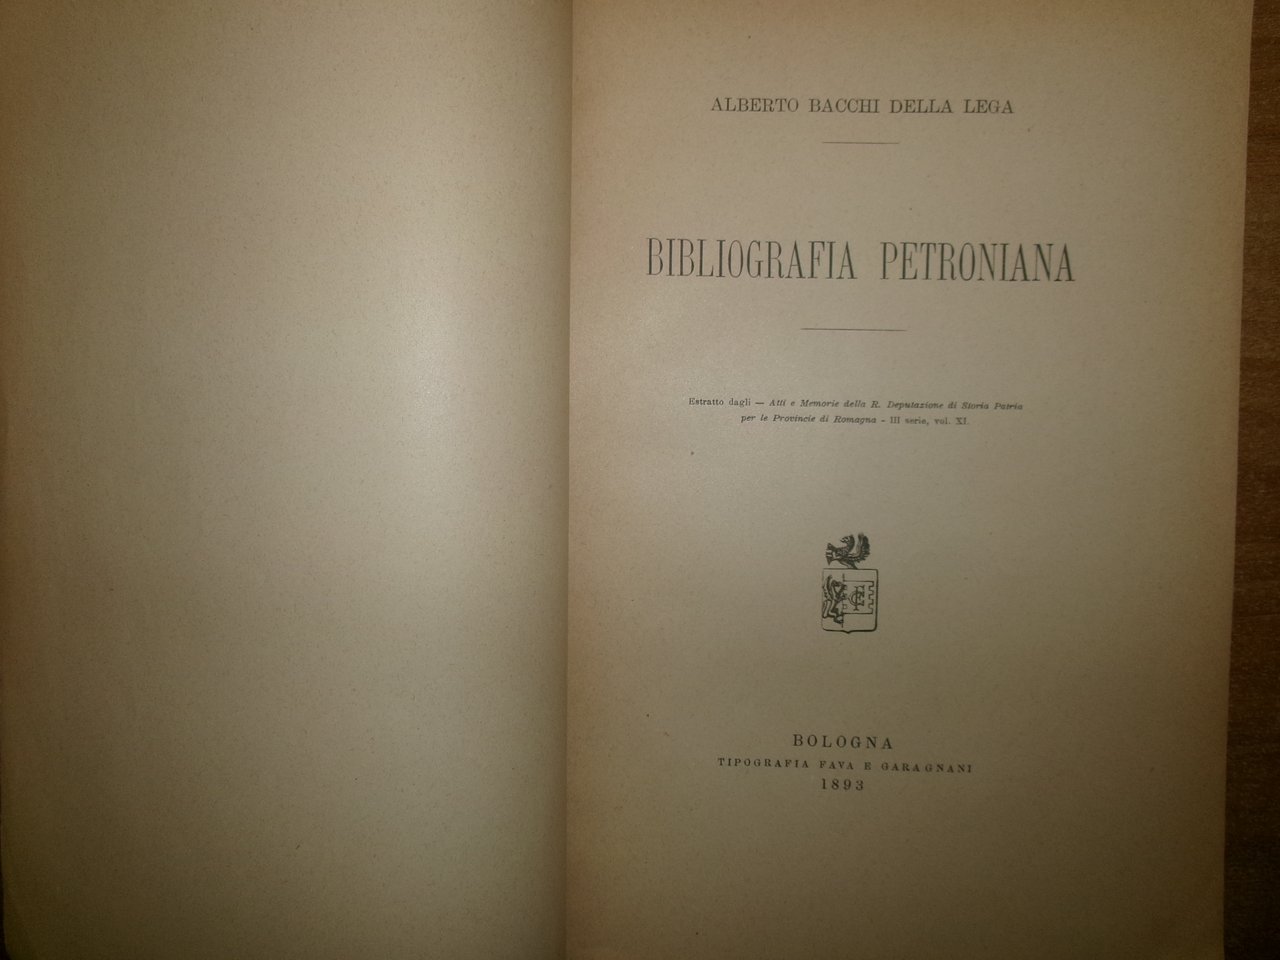 ALBERTO BACCHI DELLA LEGA
BIBLIOGRAFIA PETRONIANA
Estratto dagli — Atti e Memorie della R. Deputazione di Storia Patria
per le Provincie di Romagna - III serie, vol. XI.
BOLOGNA
TIPOGRAFIA FAVA E GARAGNANI
1893